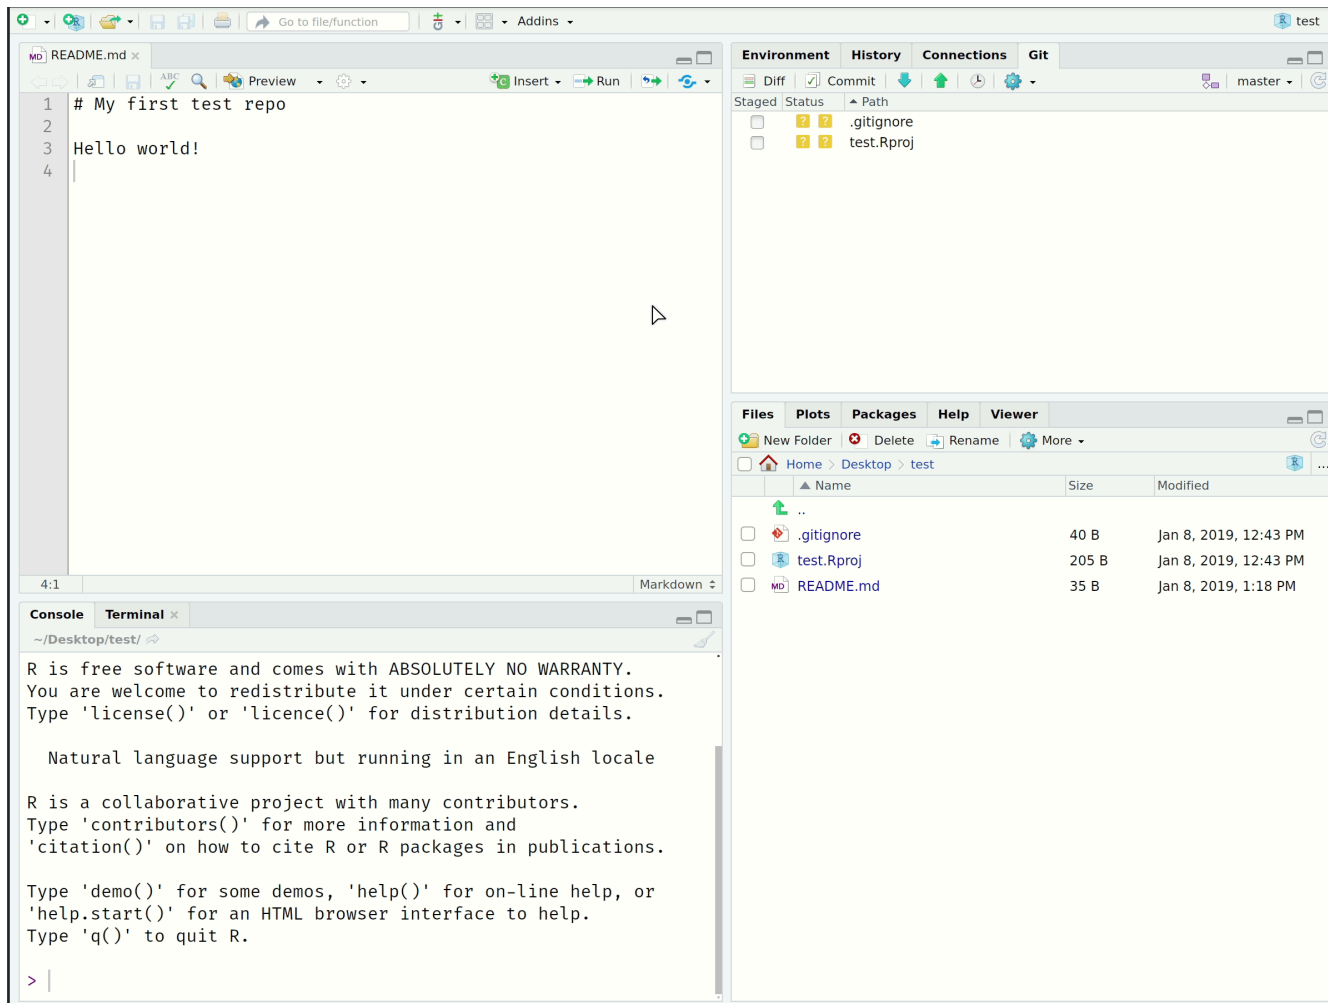 Go to file/function
Addins
test
README.md
ABC
Preview
Insert
Run
1 # My first test repo
2
3 Hello world!
4
4:1
Markdown
Console Terminal
~/Desktop/test/
R is free software and comes with ABSOLUTELY NO WARRANTY.
You are welcome to redistribute it under certain conditions.
Type 'license()' or 'licence()' for distribution details.
Natural language support but running in an English locale
R is a collaborative project with many contributors.
Type 'contributors()' for more information and
'citation()' on how to cite R or R packages in publications.
Type 'demo()' for some demos, 'help()' for on-line help, or
'help.start()' for an HTML browser interface to help.
Type 'q()' to quit R.
>
Environment History Connections Git
Diff Commit master
Staged Status Path
? ? .gitignore
? ? test.Rproj
Files Plots Packages Help Viewer
New Folder Delete Rename More
Home > Desktop > test ...
Name Size Modified
..
.gitignore 40 B Jan 8, 2019, 12:43 PM
test.Rproj 205 B Jan 8, 2019, 12:43 PM
README.md 35 B Jan 8, 2019, 1:18 PM